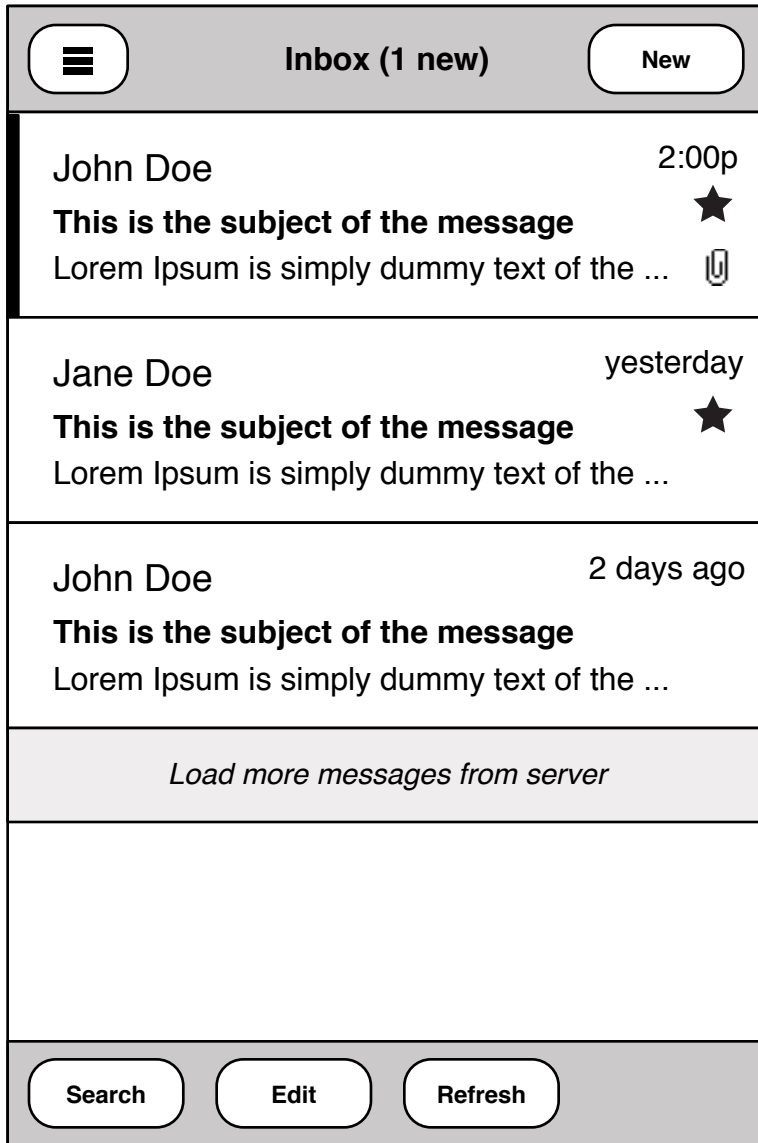 Inbox (1 new)
New
John Doe
2:00p
This is the subject of the message
Lorem Ipsum is simply dummy text of the ...
Jane Doe
yesterday
This is the subject of the message
Lorem Ipsum is simply dummy text of the ...
John Doe
2 days ago
This is the subject of the message
Lorem Ipsum is simply dummy text of the ...
Load more messages from server
Search
Edit
Refresh